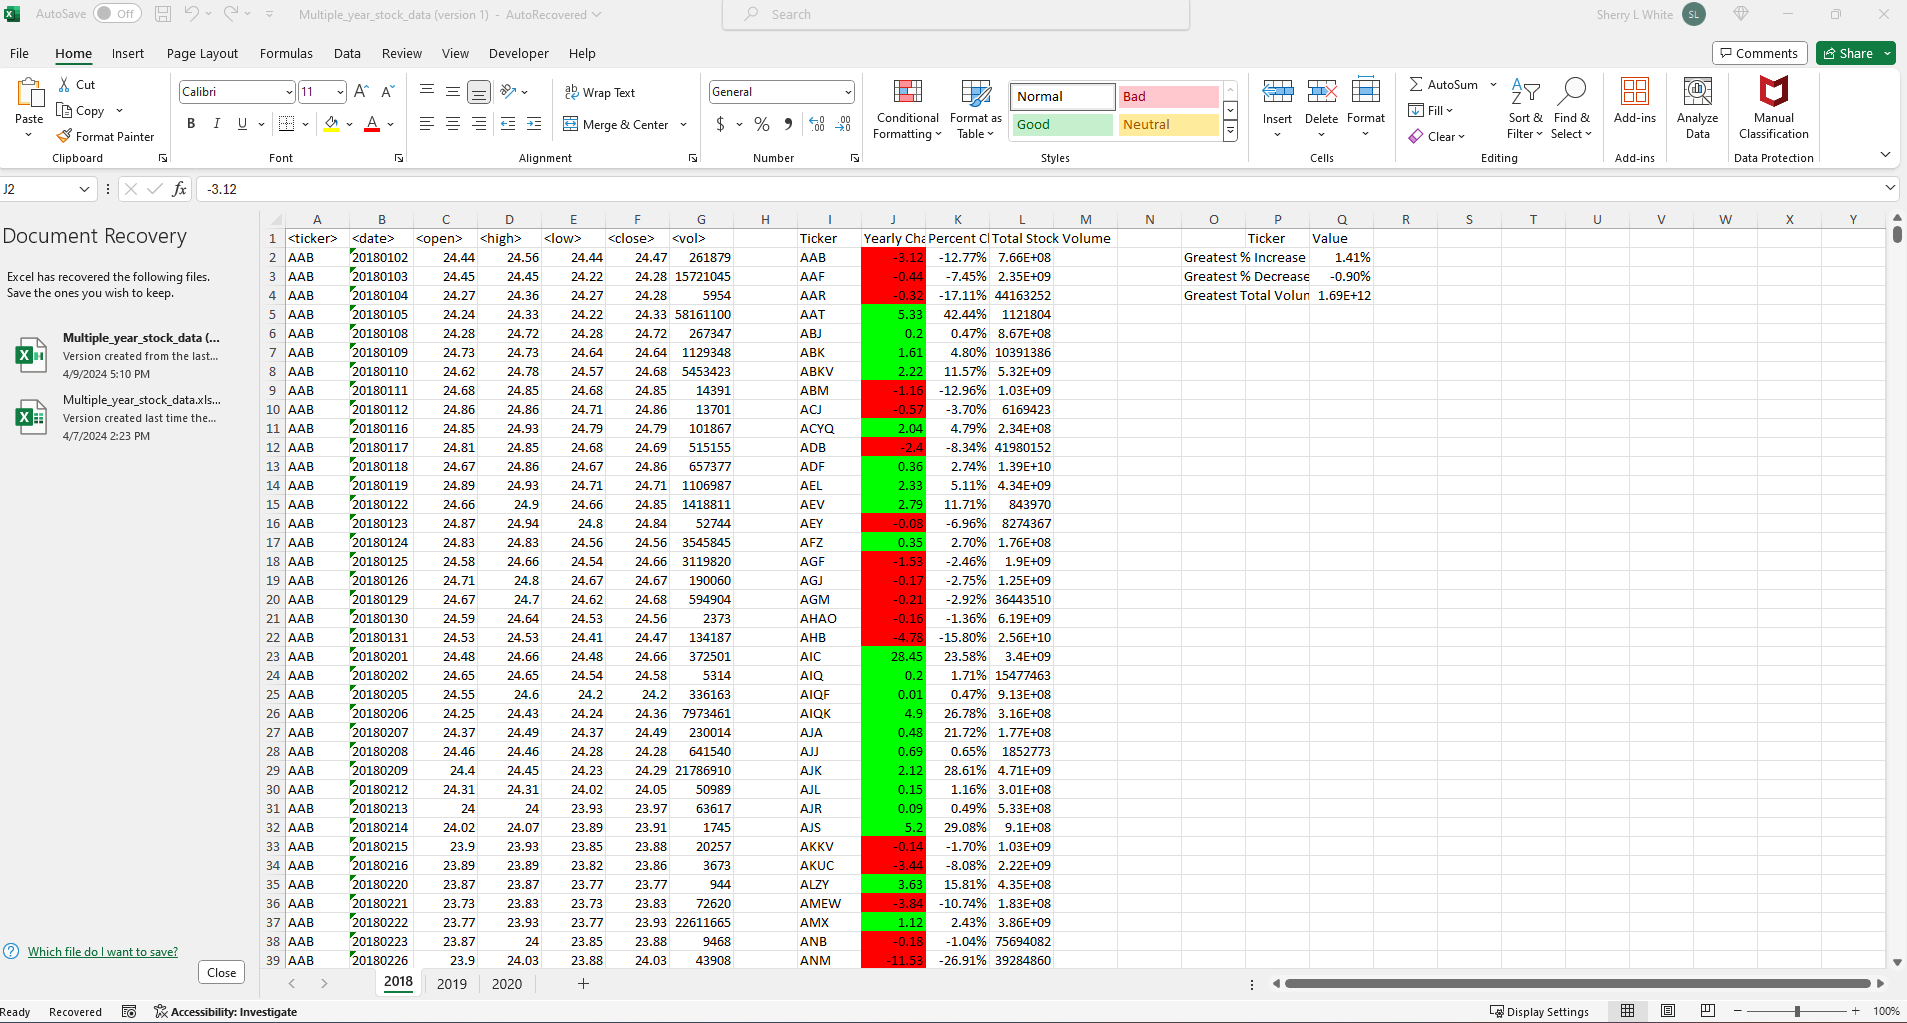 AutoSave Off Multiple_year_stock_data (version 1) - AutoRecovered Search Sherry L White SL
File Home Insert Page Layout Formulas Data Review View Developer Help Comments Share
Paste Cut Copy Format Painter Clipboard
Calibri 11 B I U Font
Wrap Text Merge & Center Alignment
General $ % Number
Conditional Formatting Format as Table Normal Bad Good Neutral Styles
Insert Delete Format Cells
AutoSum Fill Clear Sort & Filter Find & Select Editing
Add-ins Add-ins
Analyze Data
Manual Classification Data Protection
J2 fx -3.12
Document Recovery
Excel has recovered the following files.
Save the ones you wish to keep.
Multiple_year_stock_data (...
Version created from the last...
4/9/2024 5:10 PM
Multiple_year_stock_data.xls...
Version created last time the...
4/7/2024 2:23 PM
Which file do I want to save?
Close
A B C D E F G H I J K L M N O P Q R S T U V W X Y
1 <ticker> <date> <open> <high> <low> <close> <vol> Ticker Yearly Cha Percent Cl Total Stock Volume Ticker Value
2 AAB 20180102 24.44 24.56 24.44 24.47 261879 AAB -3.12 -12.77% 7.66E+08 Greatest % Increase 1.41%
3 AAB 20180103 24.45 24.45 24.22 24.28 15721045 AAF -0.44 -7.45% 2.35E+09 Greatest % Decrease -0.90%
4 AAB 20180104 24.27 24.36 24.27 24.28 5954 AAR -0.32 -17.11% 44163252 Greatest Total Volun 1.69E+12
5 AAB 20180105 24.24 24.33 24.22 24.33 58161100 AAT 5.33 42.44% 1121804
6 AAB 20180108 24.28 24.72 24.28 24.72 267347 ABJ 0.2 0.47% 8.67E+08
7 AAB 20180109 24.73 24.73 24.64 24.64 1129348 ABK 1.61 4.80% 10391386
8 AAB 20180110 24.62 24.78 24.57 24.68 5453423 ABKV 2.22 11.57% 5.32E+09
9 AAB 20180111 24.68 24.85 24.68 24.85 14391 ABM -1.16 -12.96% 1.03E+09
10 AAB 20180112 24.86 24.86 24.71 24.86 13701 ACJ -0.57 -3.70% 6169423
11 AAB 20180116 24.85 24.93 24.79 24.79 101867 ACYQ 2.04 4.79% 2.34E+08
12 AAB 20180117 24.81 24.85 24.68 24.69 515155 ADB -2.4 -8.34% 41980152
13 AAB 20180118 24.67 24.86 24.67 24.86 657377 ADF 0.36 2.74% 1.39E+10
14 AAB 20180119 24.89 24.93 24.71 24.71 1106987 AEL 2.33 5.11% 4.34E+09
15 AAB 20180122 24.66 24.9 24.66 24.85 1418811 AEV 2.79 11.71% 843970
16 AAB 20180123 24.87 24.94 24.8 24.84 52744 AEY -0.08 -6.96% 8274367
17 AAB 20180124 24.83 24.83 24.56 24.56 3545845 AFZ 0.35 2.70% 1.76E+08
18 AAB 20180125 24.58 24.66 24.54 24.66 3119820 AGF -1.53 -2.46% 1.9E+09
19 AAB 20180126 24.71 24.8 24.67 24.67 190060 AGJ -0.17 -2.75% 1.25E+09
20 AAB 20180129 24.67 24.7 24.62 24.68 594904 AGM -0.21 -2.92% 36443510
21 AAB 20180130 24.59 24.64 24.53 24.56 2373 AHAO -0.16 -1.36% 6.19E+09
22 AAB 20180131 24.53 24.53 24.41 24.47 134187 AHB -4.78 -15.80% 2.56E+10
23 AAB 20180201 24.48 24.66 24.48 24.66 372501 AIC 28.45 23.58% 3.4E+09
24 AAB 20180202 24.65 24.65 24.54 24.58 5314 AIQ 0.2 1.71% 15477463
25 AAB 20180205 24.55 24.6 24.2 24.2 336163 AIQF 0.01 0.47% 9.13E+08
26 AAB 20180206 24.25 24.43 24.24 24.36 7973461 AIQK 4.9 26.78% 3.16E+08
27 AAB 20180207 24.37 24.49 24.37 24.49 230014 AJA 0.48 21.72% 1.77E+08
28 AAB 20180208 24.46 24.46 24.28 24.28 641540 AJJ 0.69 0.65% 1852773
29 AAB 20180209 24.4 24.45 24.23 24.29 21786910 AJK 2.12 28.61% 4.71E+09
30 AAB 20180212 24.31 24.31 24.02 24.05 50989 AJL 0.15 1.16% 3.01E+08
31 AAB 20180213 24 24 23.93 23.97 63617 AJR 0.09 0.49% 5.33E+08
32 AAB 20180214 24.02 24.07 23.89 23.91 1745 AJS 5.2 29.08% 9.1E+08
33 AAB 20180215 23.9 23.93 23.85 23.88 20257 AKKV -0.14 -1.70% 1.03E+09
34 AAB 20180216 23.89 23.89 23.82 23.86 3673 AKUC -3.44 -8.08% 2.22E+09
35 AAB 20180220 23.87 23.87 23.77 23.77 944 ALZY 3.63 15.81% 4.35E+08
36 AAB 20180221 23.73 23.83 23.73 23.83 72620 AMEW -3.84 -10.74% 1.83E+08
37 AAB 20180222 23.77 23.93 23.77 23.93 22611665 AMX 1.12 2.43% 3.86E+09
38 AAB 20180223 23.87 24 23.85 23.88 9468 ANB -0.18 -1.04% 75694082
39 AAB 20180226 23.9 24.03 23.88 24.03 43908 ANM -11.53 -26.91% 39284860
2018 2019 2020
Ready Recovered Accessibility: Investigate Display Settings 100%